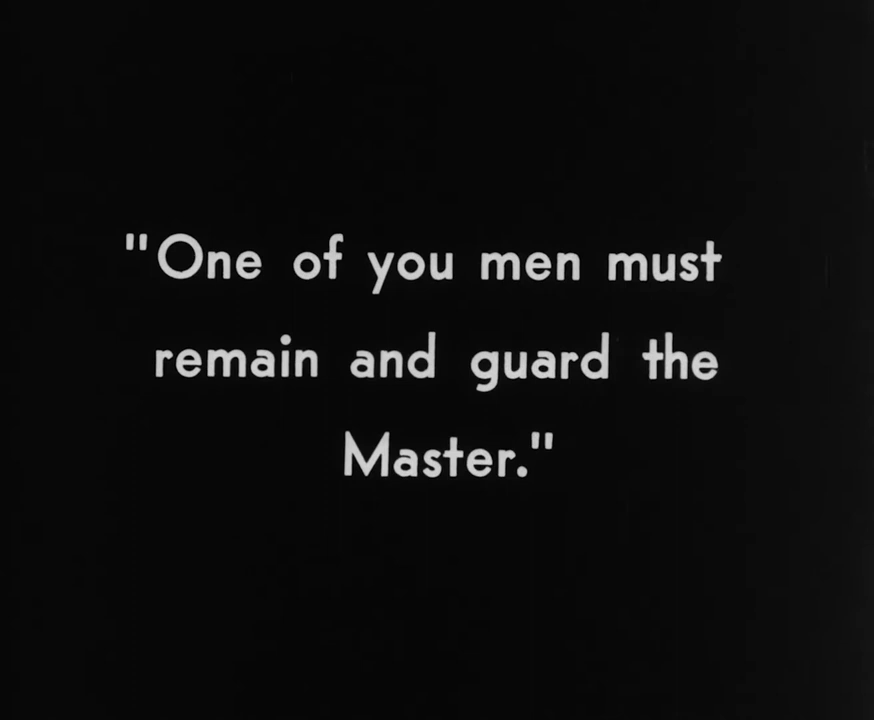 "One of you men must
remain and guard the
Master."